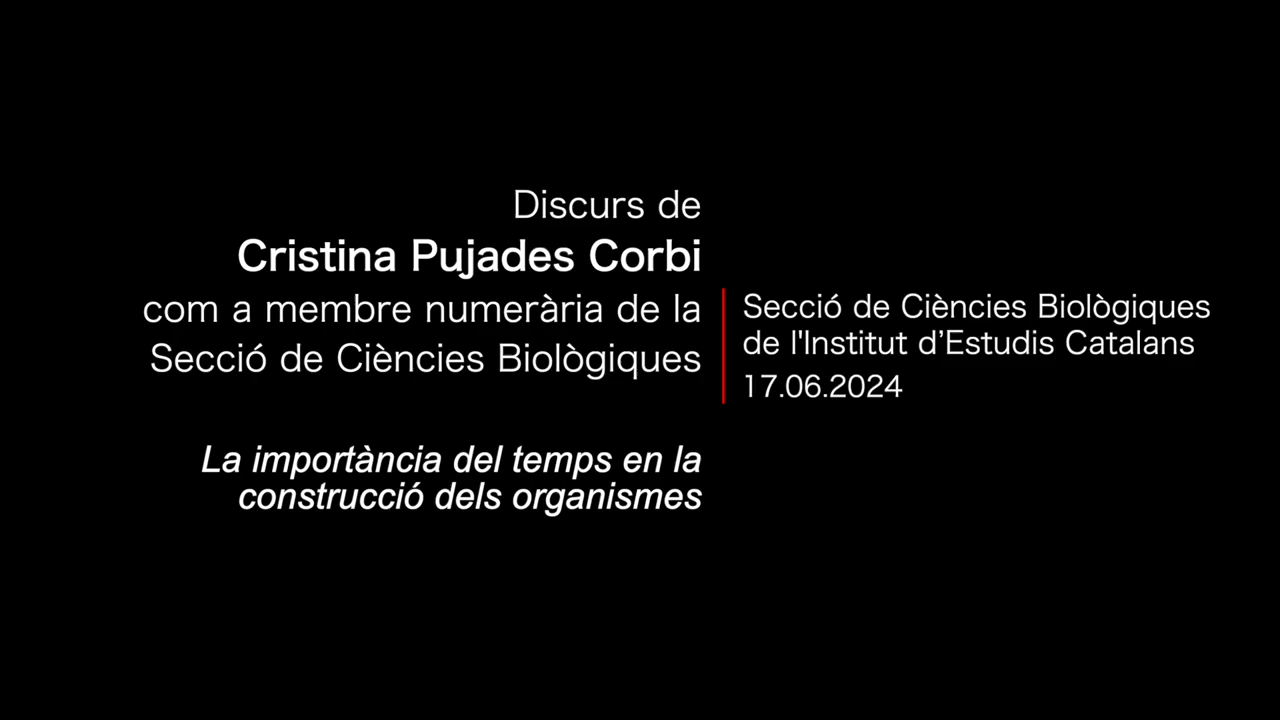 Discurs de
Cristina Pujades Corbi
com a membre numerària de la
Secció de Ciències Biològiques
La importància del temps en la
construcció dels organismes
Secció de Ciències Biològiques
de l'Institut d’Estudis Catalans
17.06.2024